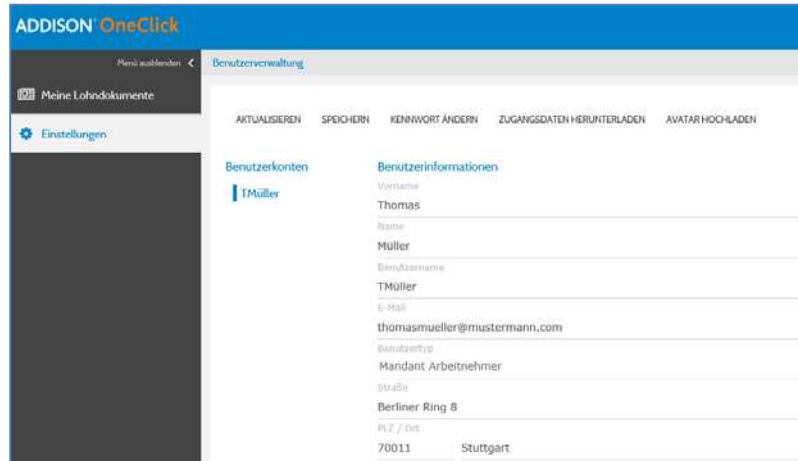 ADDISON OneClick
Menü ausblenden
Benutzerverwaltung
Meine Lohndokumente
Einstellungen
AKTUALISIEREN SPEICHERN KENNWORT ÄNDERN ZUGANGSDATEN HERUNTERLADEN AVATAR HOCHLADEN
Benutzerkonten
TMüller
Benutzerinformationen
Vorname
Thomas
Name
Müller
Benutzername
TMüller
E-Mail
thomasmueller@mustermann.com
Benutzertyp
Mandant Arbeitnehmer
Straße
Berliner Ring 8
PLZ / Ort
70011 Stuttgart